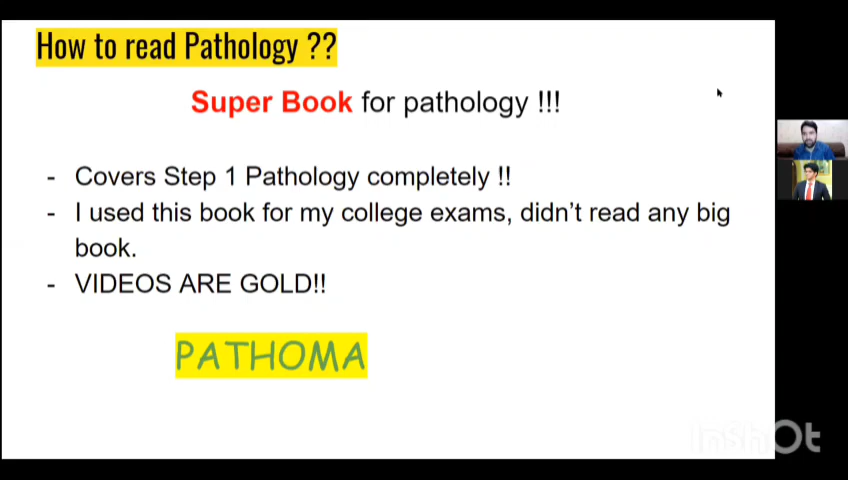 How to read Pathology ??
Super Book for pathology !!!
- Covers Step 1 Pathology completely !!
- I used this book for my college exams, didn't read any big
book.
- VIDEOS ARE GOLD!!
PATHOMA
InshOt